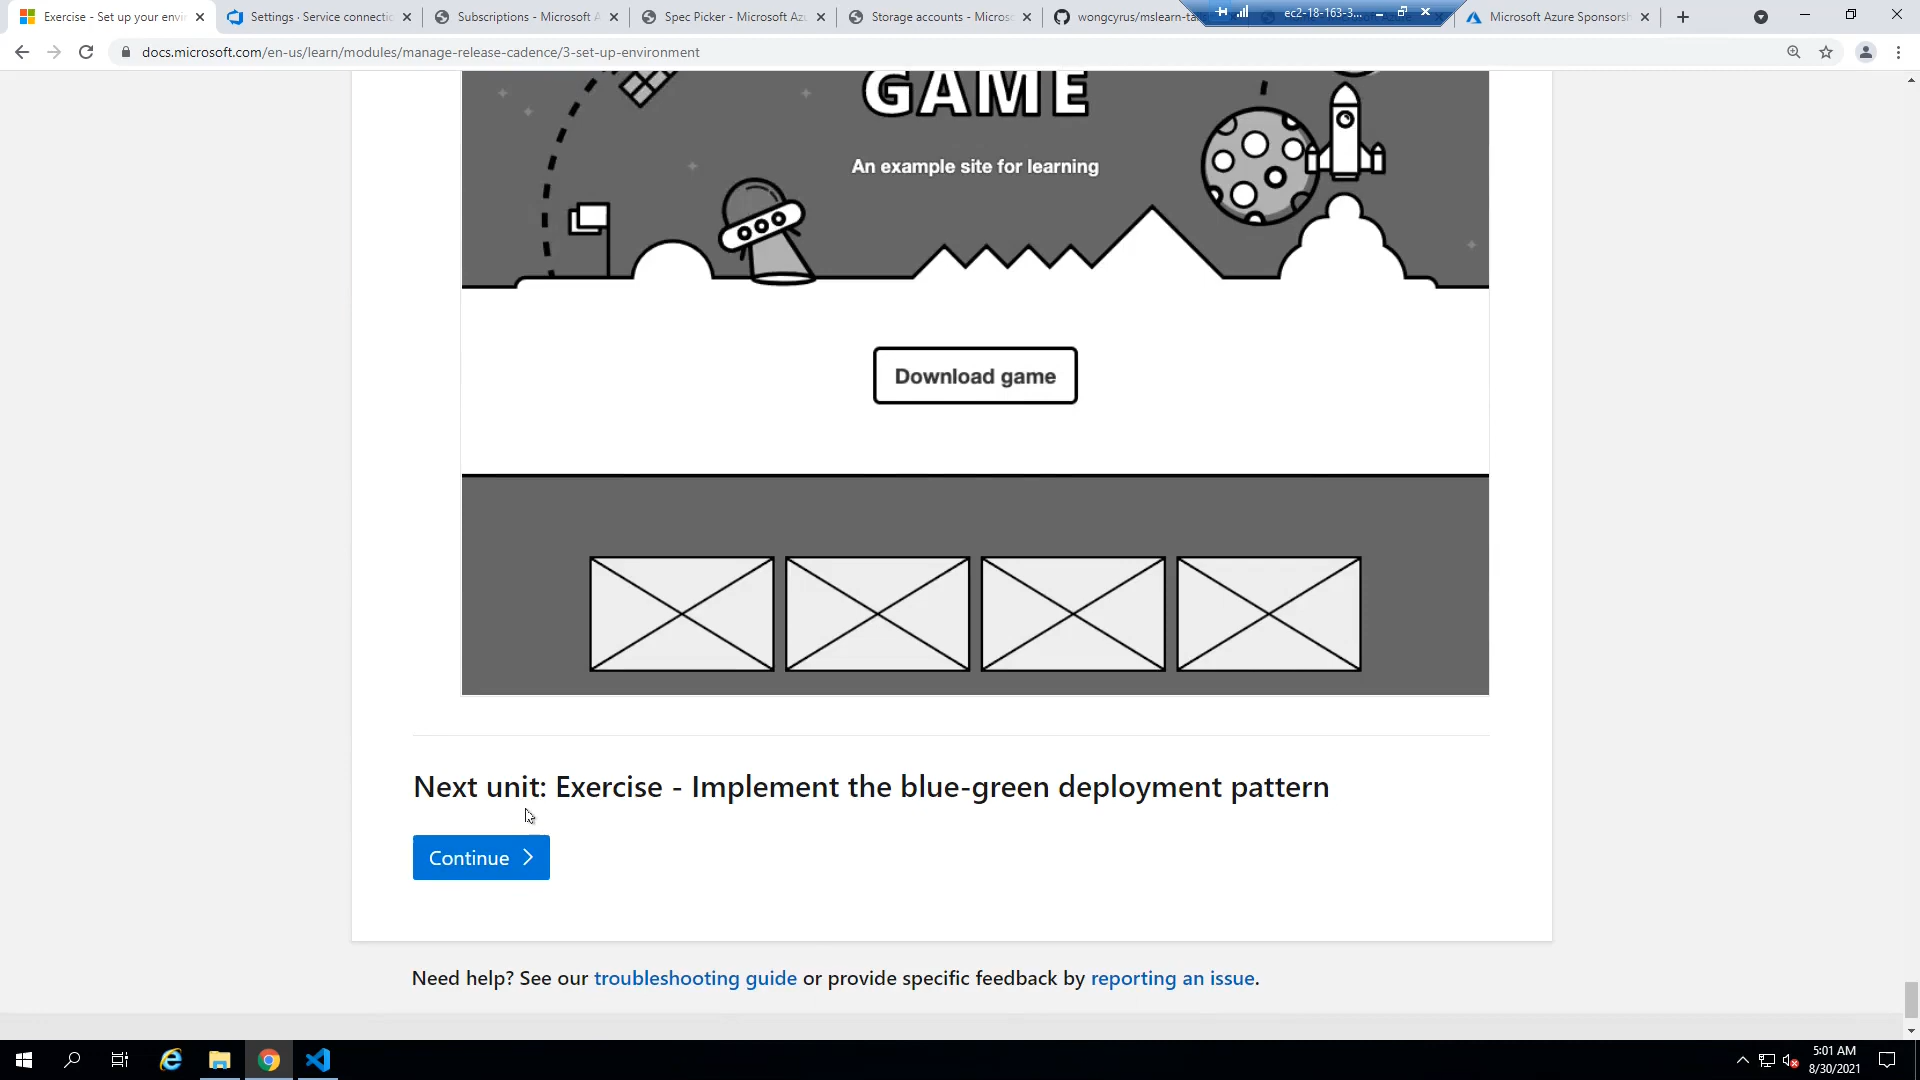 Exercise - Set up your envir
Settings · Service connectic
Subscriptions - Microsoft A
Spec Picker - Microsoft Azu
Storage accounts - Micros
wongcyrus/mslearn-tai
ec2-18-163-3...
Microsoft Azure Sponsorsh
docs.microsoft.com/en-us/learn/modules/manage-release-cadence/3-set-up-environment
GAME
An example site for learning
Download game
Next unit: Exercise - Implement the blue-green deployment pattern
Continue
Need help? See our troubleshooting guide or provide specific feedback by reporting an issue.
5:01 AM
8/30/2021